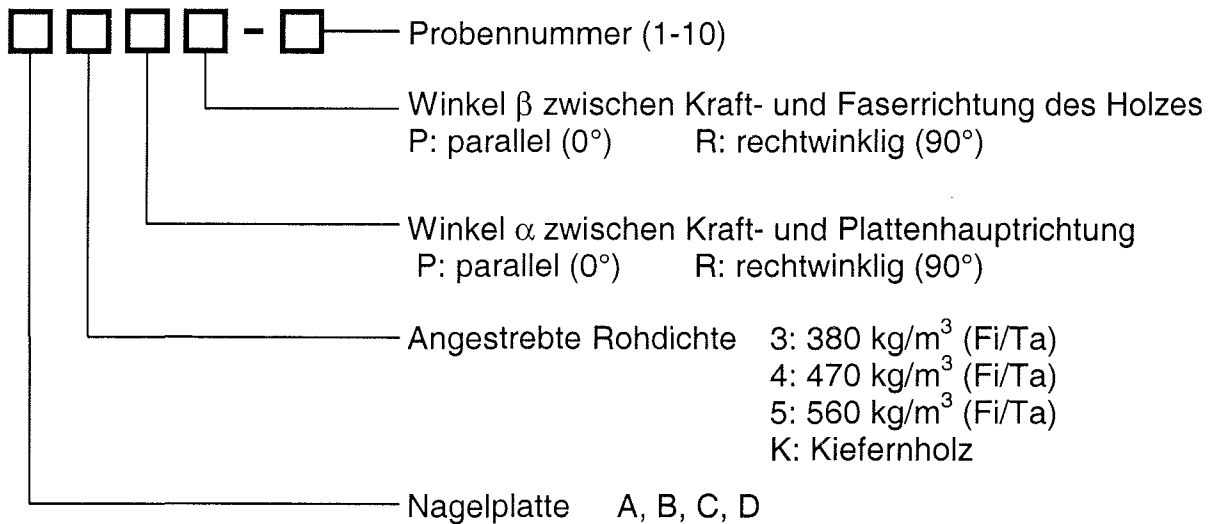 - Probennummer (1-10)
Winkel β zwischen Kraft- und Faserrichtung des Holzes
P: parallel (0°) R: rechtwinklig (90°)
Winkel α zwischen Kraft- und Plattenhauptrichtung
P: parallel (0°) R: rechtwinklig (90°)
Angestrebte Rohdichte 3: 380 kg/m³ (Fi/Ta)
4: 470 kg/m³ (Fi/Ta)
5: 560 kg/m³ (Fi/Ta)
K: Kiefernholz
Nagelplatte A, B, C, D